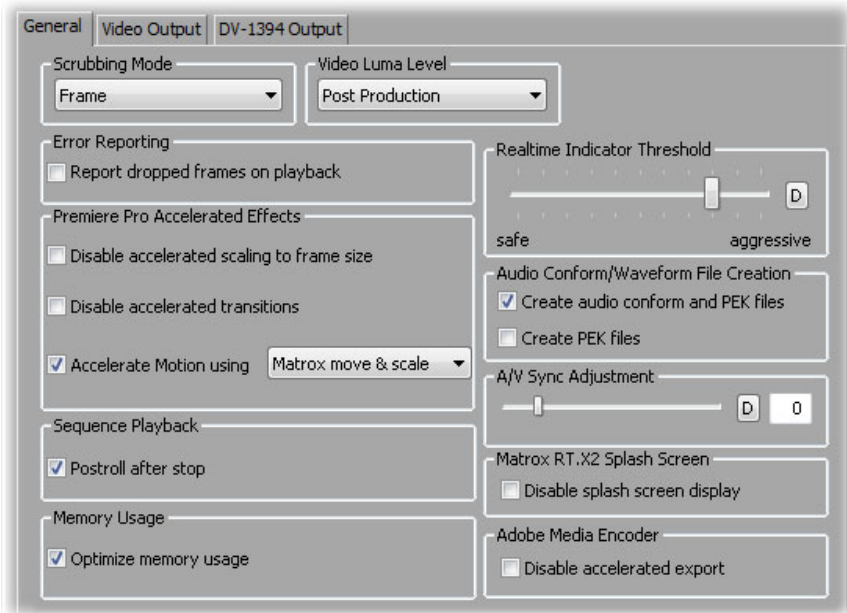 General
Video Output
DV-1394 Output
Scrubbing Mode
Frame
Video Luma Level
Post Production
Error Reporting
Report dropped frames on playback
Premiere Pro Accelerated Effects
Disable accelerated scaling to frame size
Disable accelerated transitions
Accelerate Motion using
Matrox move & scale
Sequence Playback
Postroll after stop
Memory Usage
Optimize memory usage
Realtime Indicator Threshold
D
safe
aggressive
Audio Conform/Waveform File Creation
Create audio conform and PEK files
Create PEK files
A/V Sync Adjustment
D
0
Matrox RT.X2 Splash Screen
Disable splash screen display
Adobe Media Encoder
Disable accelerated export